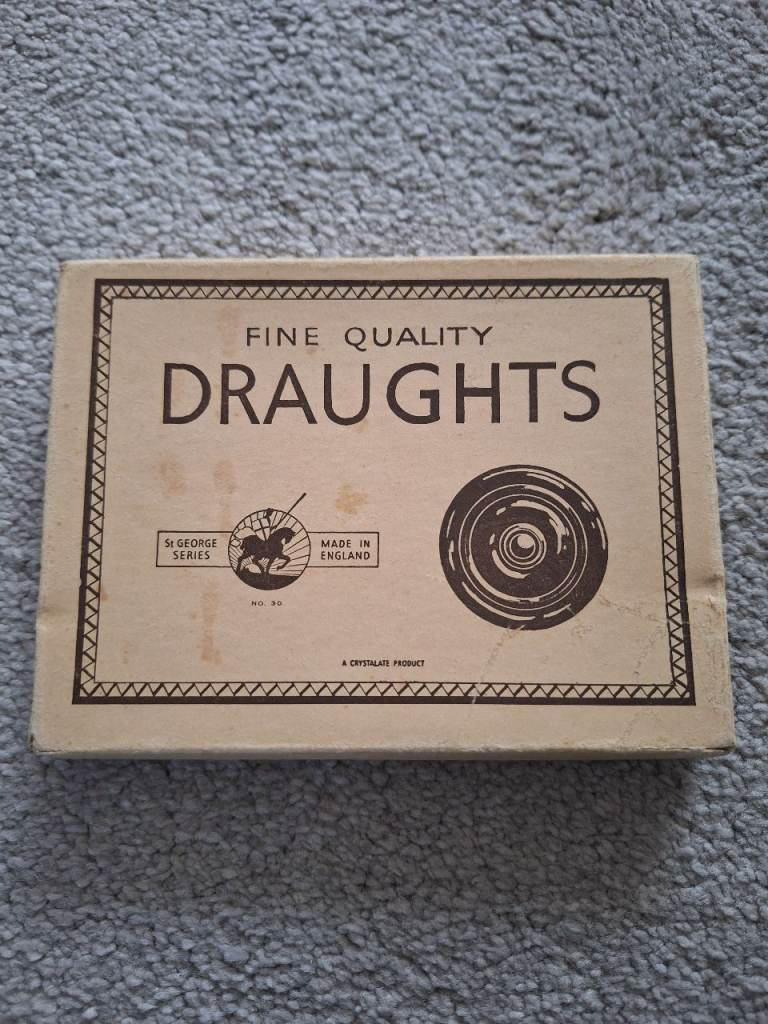 FINE QUALITY
DRAUGHTS
St GEORGE
SERIES
MADE IN
ENGLAND
NO. 30
A CRYSTALATE PRODUCT